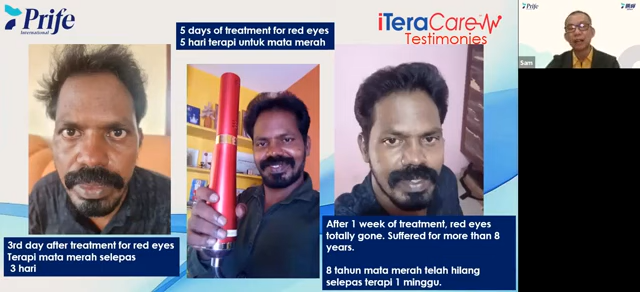 Prife
International
5 days of treatment for red eyes
5 hari terapi untuk mata merah
iTeraCare
Testimonies
3rd day after treatment for red eyes
Terapi mata merah selepas
3 hari
After 1 week of treatment, red eyes
totally gone. Suffered for more than 8
years.
8 tahun mata merah telah hilang
selepas terapi 1 minggu.
Prife
Sam